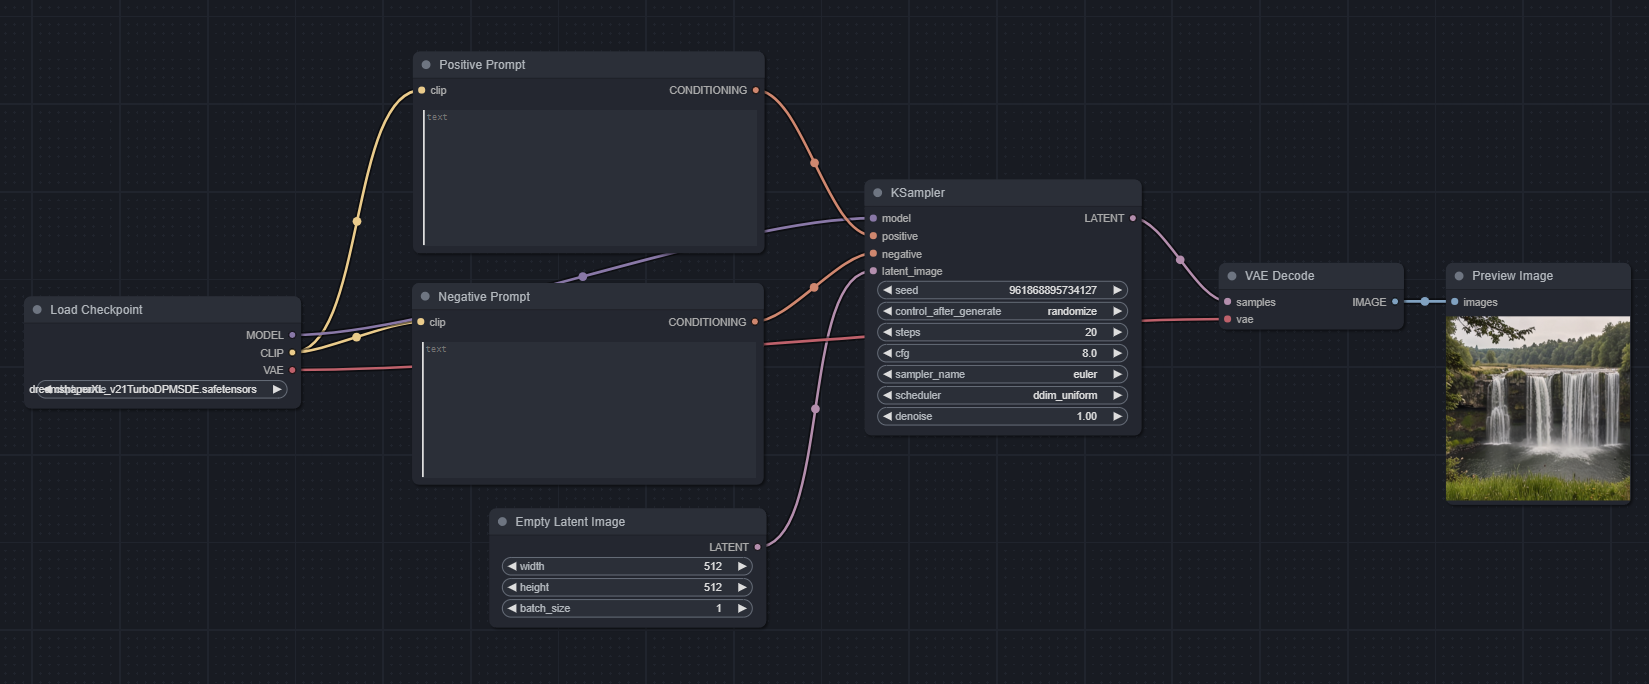 Positive Prompt
clip
CONDITIONING
text
Negative Prompt
clip
CONDITIONING
text
Load Checkpoint
MODEL
CLIP
VAE
v21TurboDPMSDE.safetensors
Empty Latent Image
LATENT
width 512
height 512
batch_size 1
KSampler
model
LATENT
positive
negative
latent_image
seed 961868895734127
control_after_generate randomize
steps 20
cfg 8.0
sampler_name euler
scheduler ddim_uniform
denoise 1.00
VAE Decode
samples
IMAGE
vae
Preview Image
images